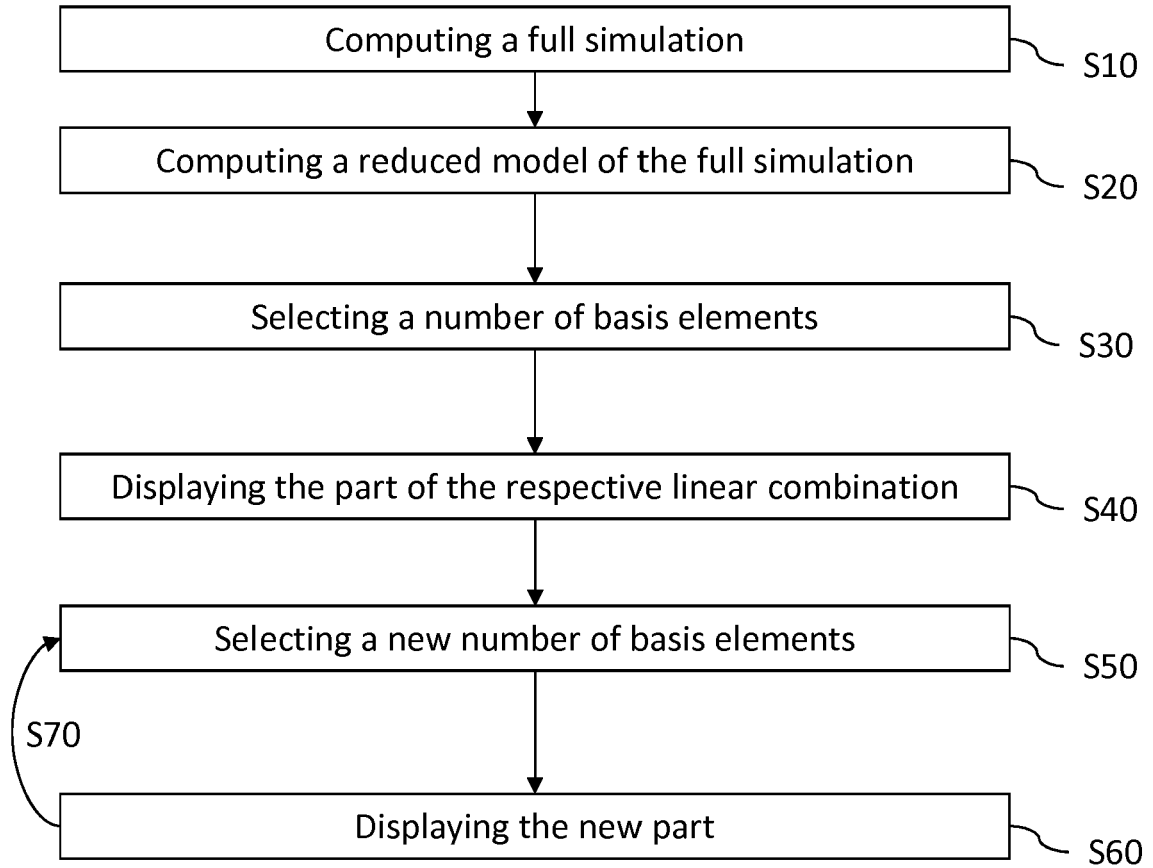 Computing a full simulation
S10
Computing a reduced model of the full simulation
S20
Selecting a number of basis elements
S30
Displaying the part of the respective linear combination
S40
Selecting a new number of basis elements
S50
S70
Displaying the new part
S60